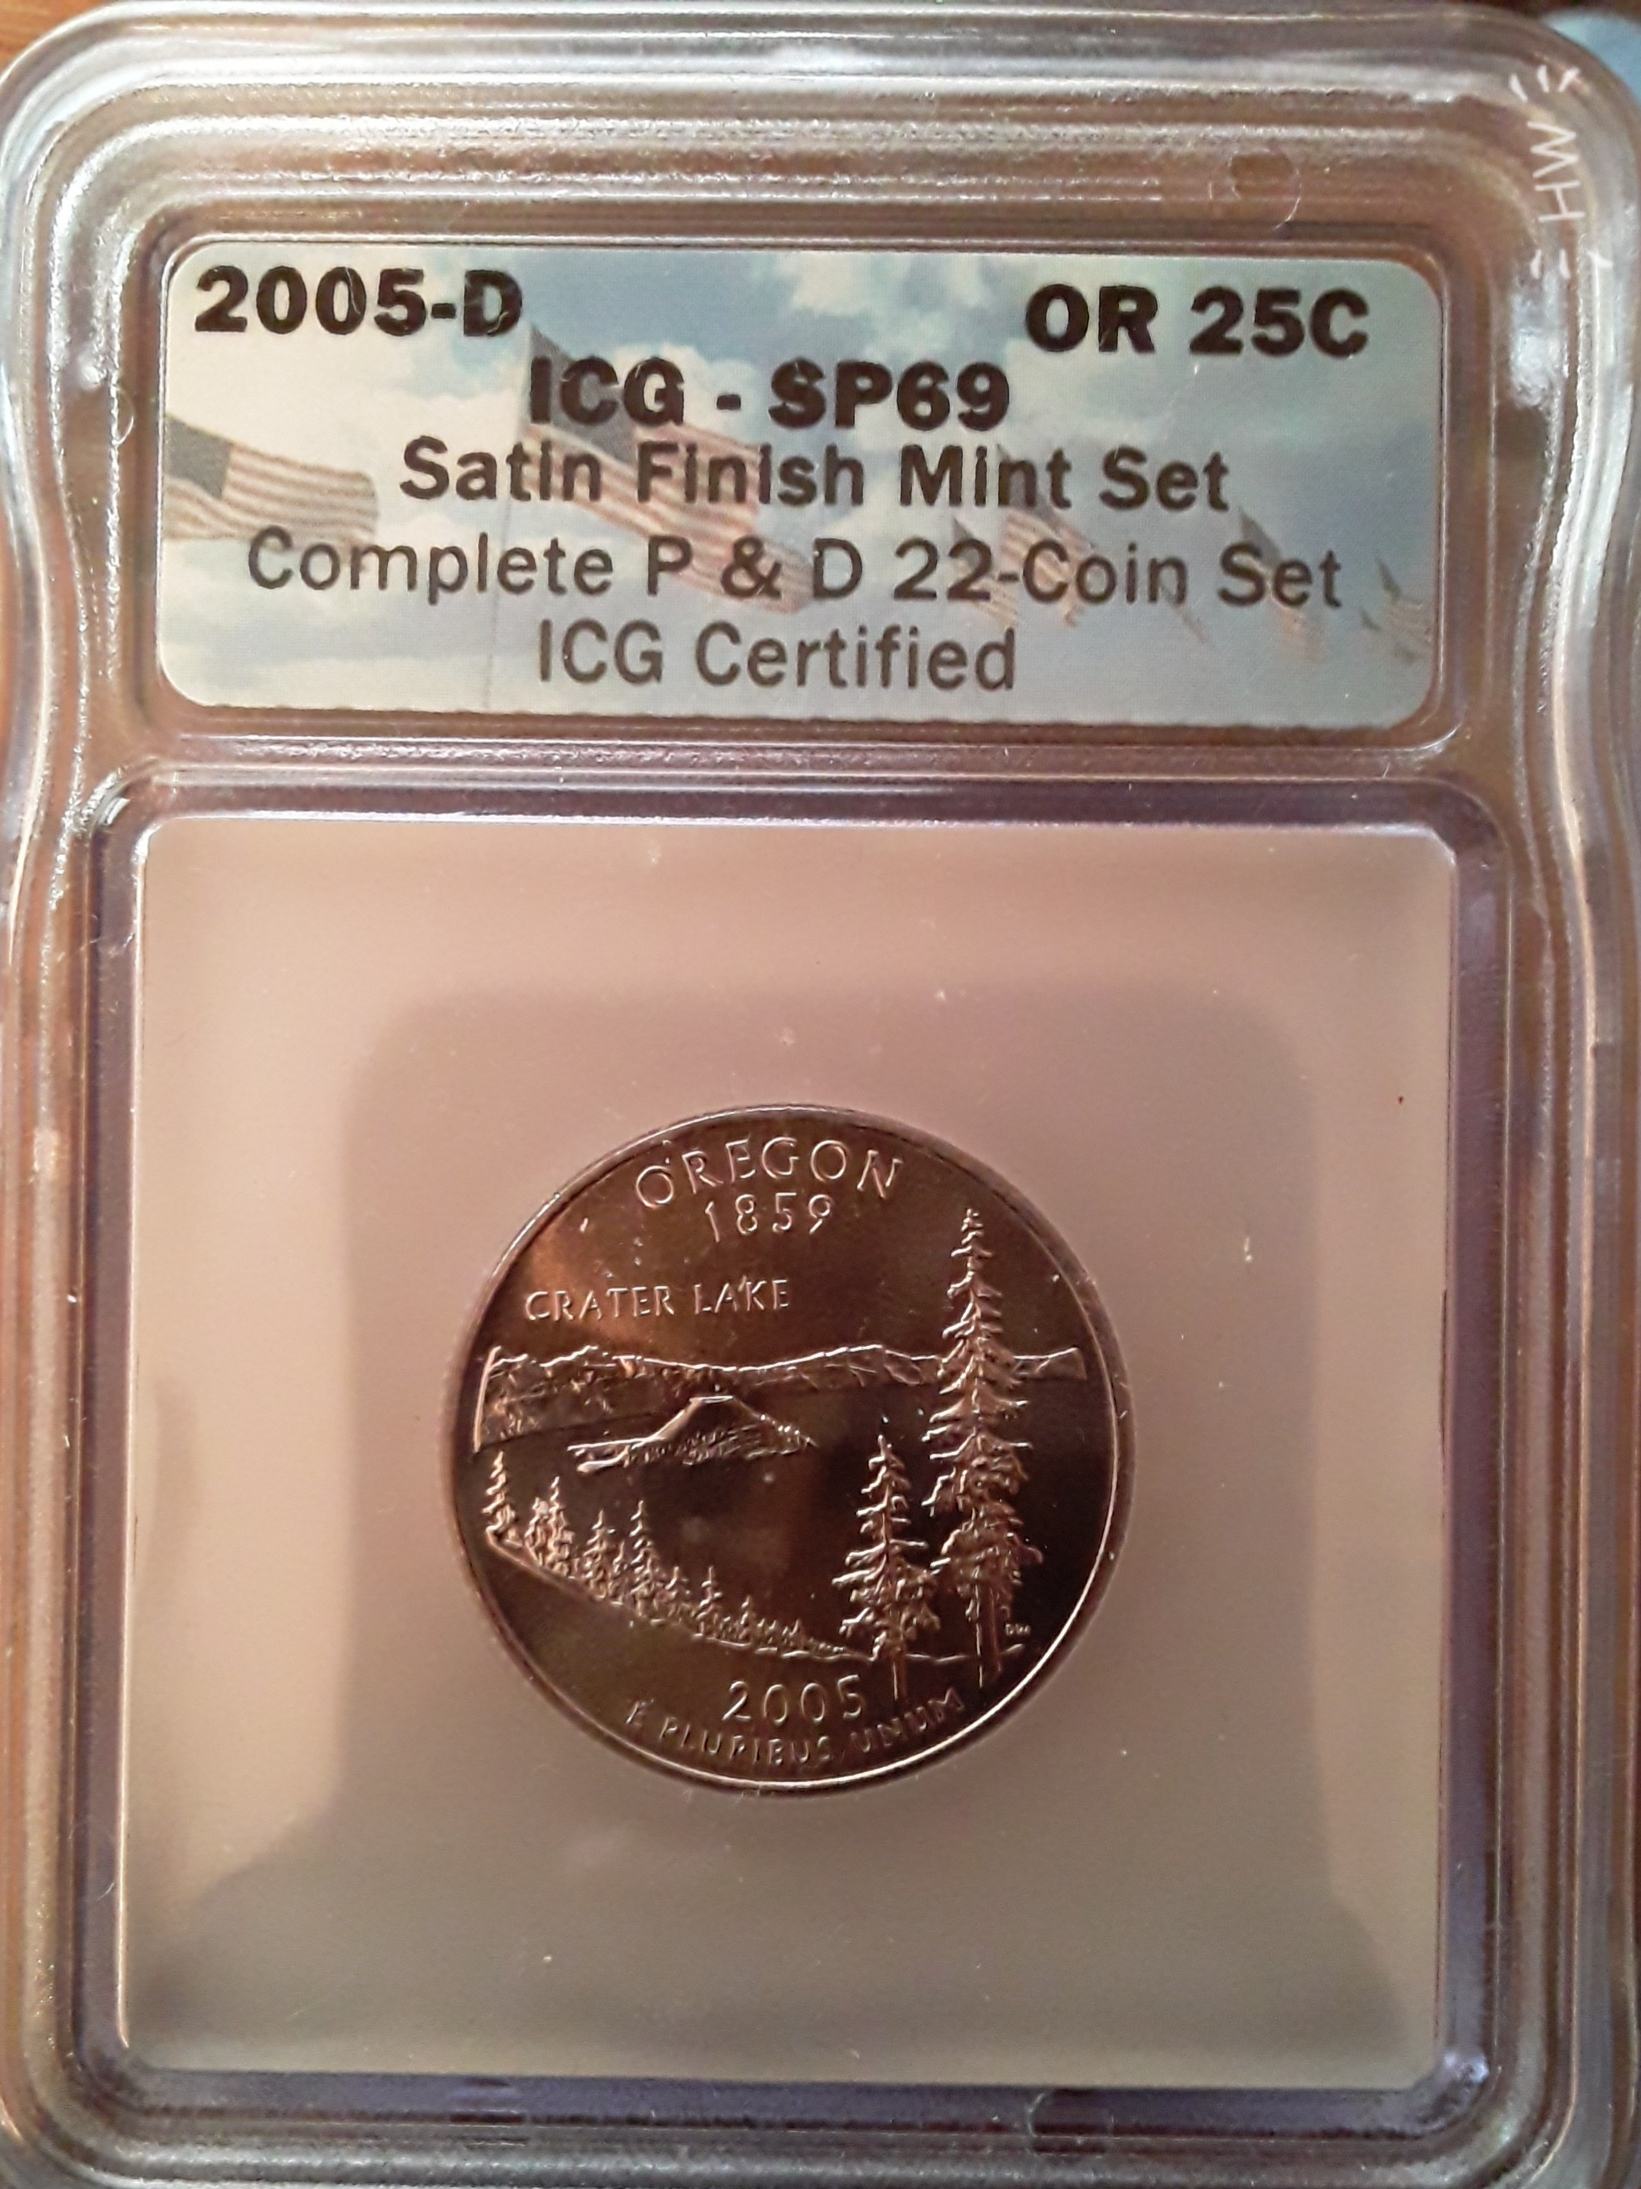 2005-D OR 25C
ICG - SP69
Satin Finish Mint Set
Complete P & D 22-Coin Set
ICG Certified
OREGON
1859
CRATER LAKE
2005
E PLURIBUS UNUM